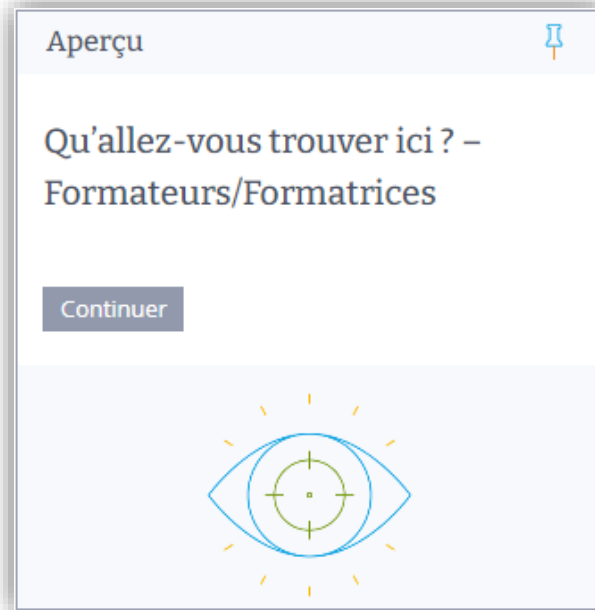 Aperçu
Qu’allez-vous trouver ici ? –
Formateurs/Formatrices
Continuer